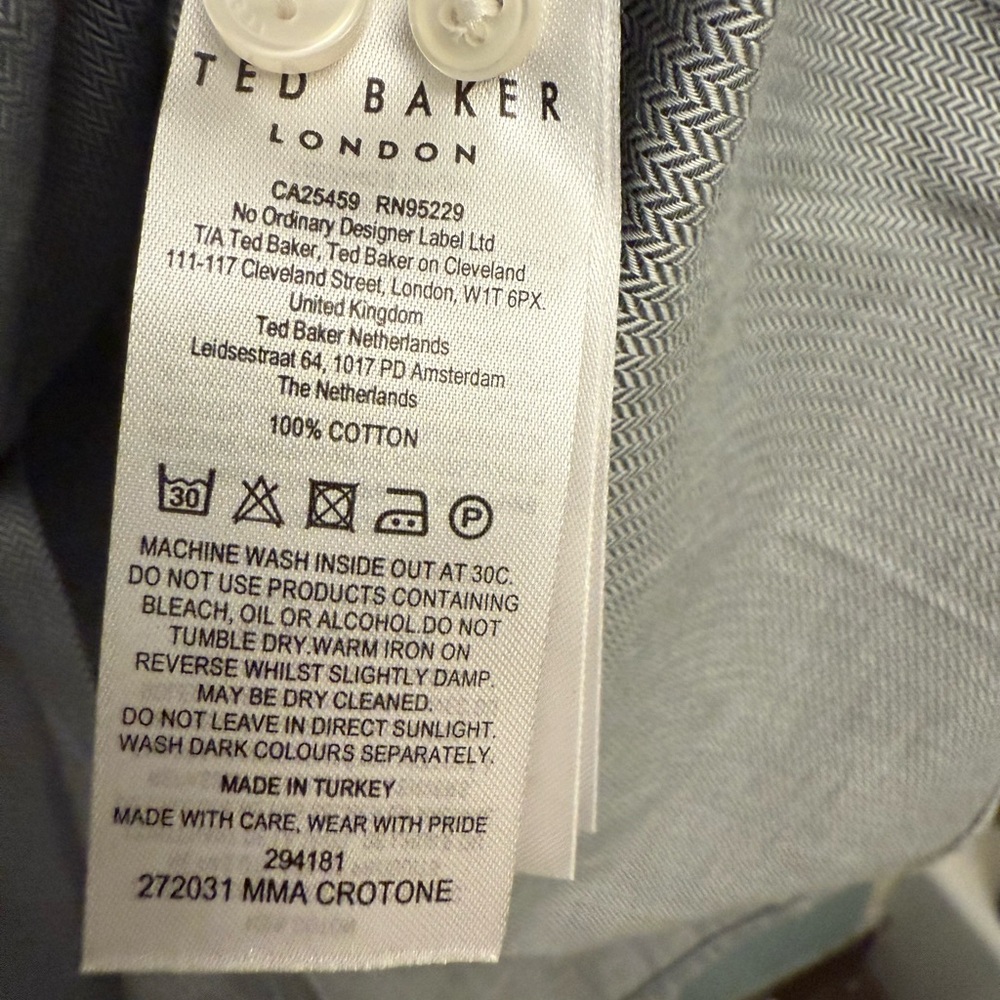 TED BAKER
LONDON
CA25459 RN95229
No Ordinary Designer Label Ltd
T/A Ted Baker, Ted Baker on Cleveland
111-117 Cleveland Street, London, W1T 6PX.
United Kingdom
Ted Baker Netherlands
Leidsestraat 64, 1017 PD Amsterdam
The Netherlands
100% COTTON
30
P
MACHINE WASH INSIDE OUT AT 30C.
DO NOT USE PRODUCTS CONTAINING
BLEACH, OIL OR ALCOHOL.DO NOT
TUMBLE DRY.WARM IRON ON
REVERSE WHILST SLIGHTLY DAMP.
MAY BE DRY CLEANED.
DO NOT LEAVE IN DIRECT SUNLIGHT.
WASH DARK COLOURS SEPARATELY.
MADE IN TURKEY
MADE WITH CARE, WEAR WITH PRIDE
294181
272031 MMA CROTONE